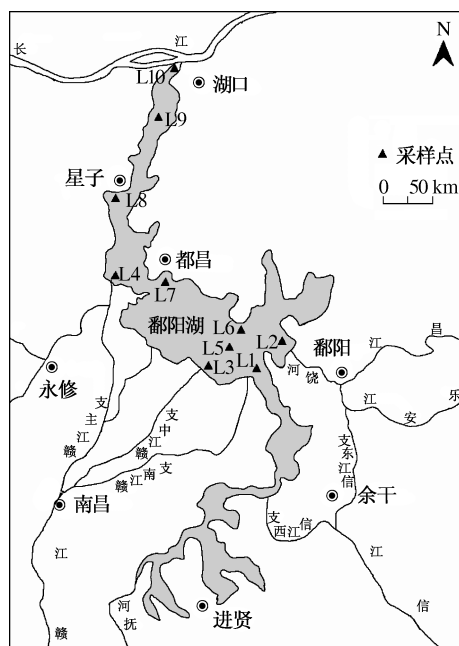 长 江
N
L10
湖口
L9
▲ 采样点
0 50 km
星子
L8
都昌
L4
L7
鄱阳湖
L6
L5
L2
L1
L3
鄱阳
河饶
江昌
江安乐
永修
支主江赣
支中江赣
支南江赣
支东江信
南昌
余干
支西江信
江
赣
江
信
河抚
进贤